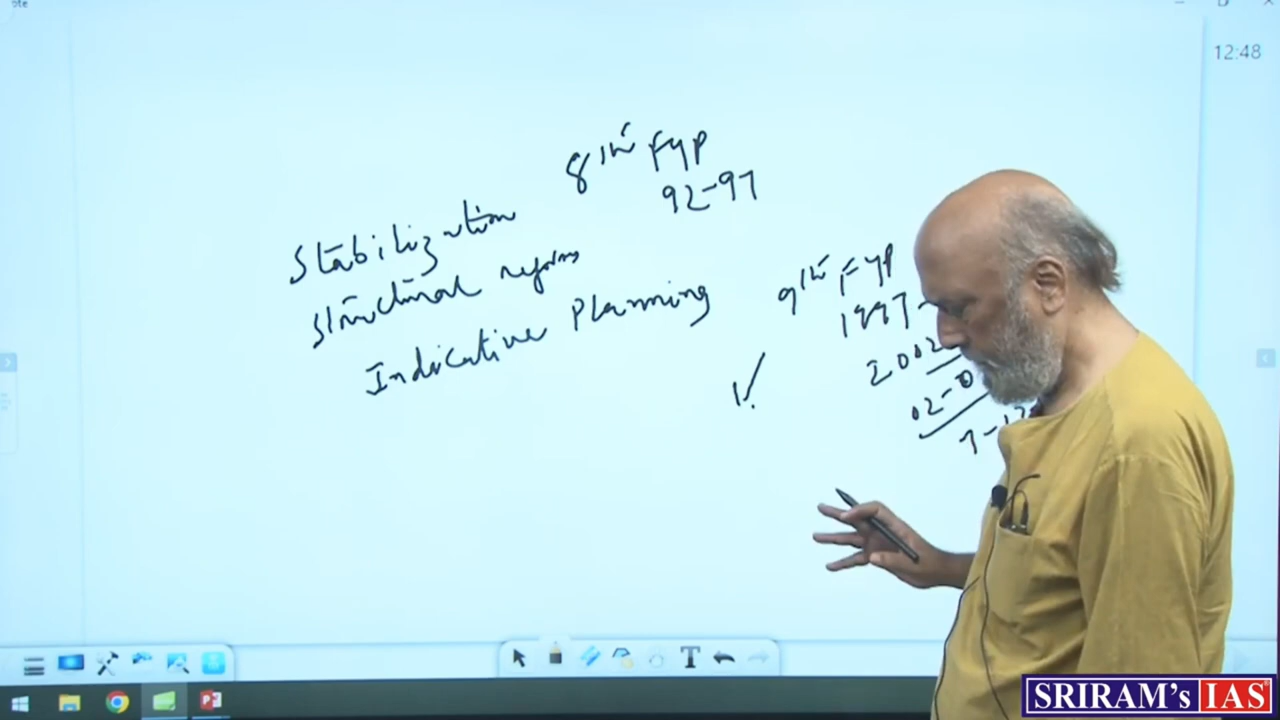 ote
12:48
8th FYP
92-97
Stabilization
Structural reforms
Indicative Planning
9th FYP
1997-
2002
02-0
7-12
SRIRAM's IAS